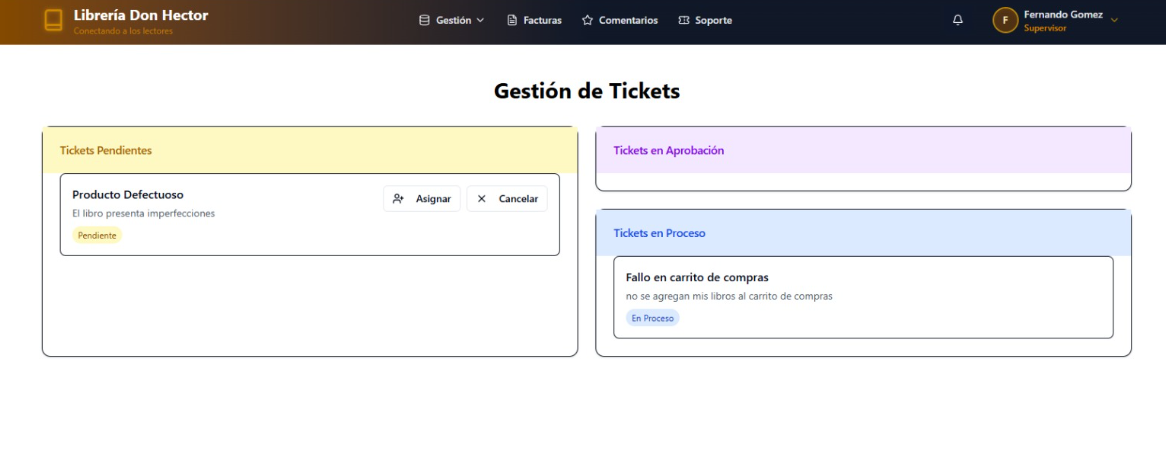 Librería Don Hector
Conectando a los lectores
Gestión
Facturas
Comentarios
Soporte
F
Fernando Gomez
Supervisor
Gestión de Tickets
Tickets Pendientes
Producto Defectuoso
El libro presenta imperfecciones
Pendiente
Asignar
Cancelar
Tickets en Aprobación
Tickets en Proceso
Fallo en carrito de compras
no se agregan mis libros al carrito de compras
En Proceso